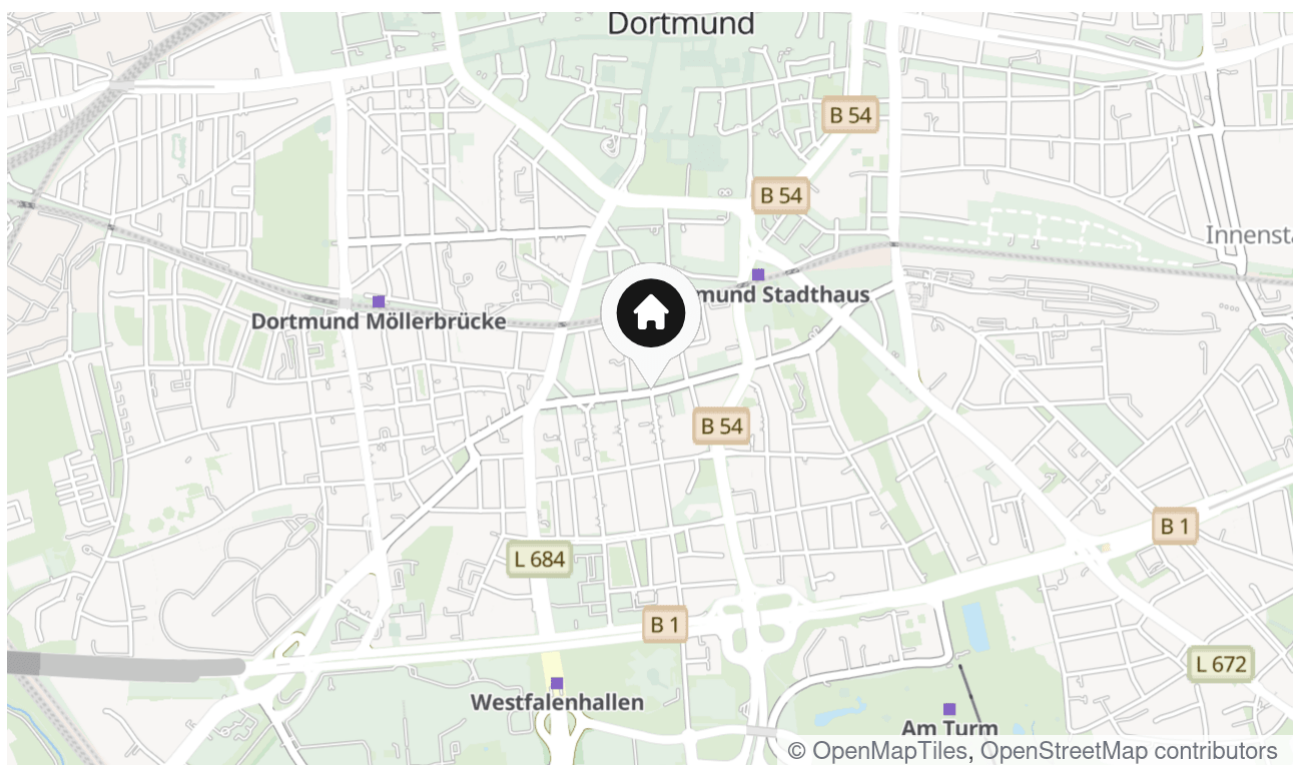 Dortmund
B 54
B 54
Innensta
mund Stadthaus
Dortmund Möllerbrücke
B 54
B 1
L 684
B 1
L 672
Westfalenhallen
Am Turm
© OpenMapTiles, OpenStreetMap contributors